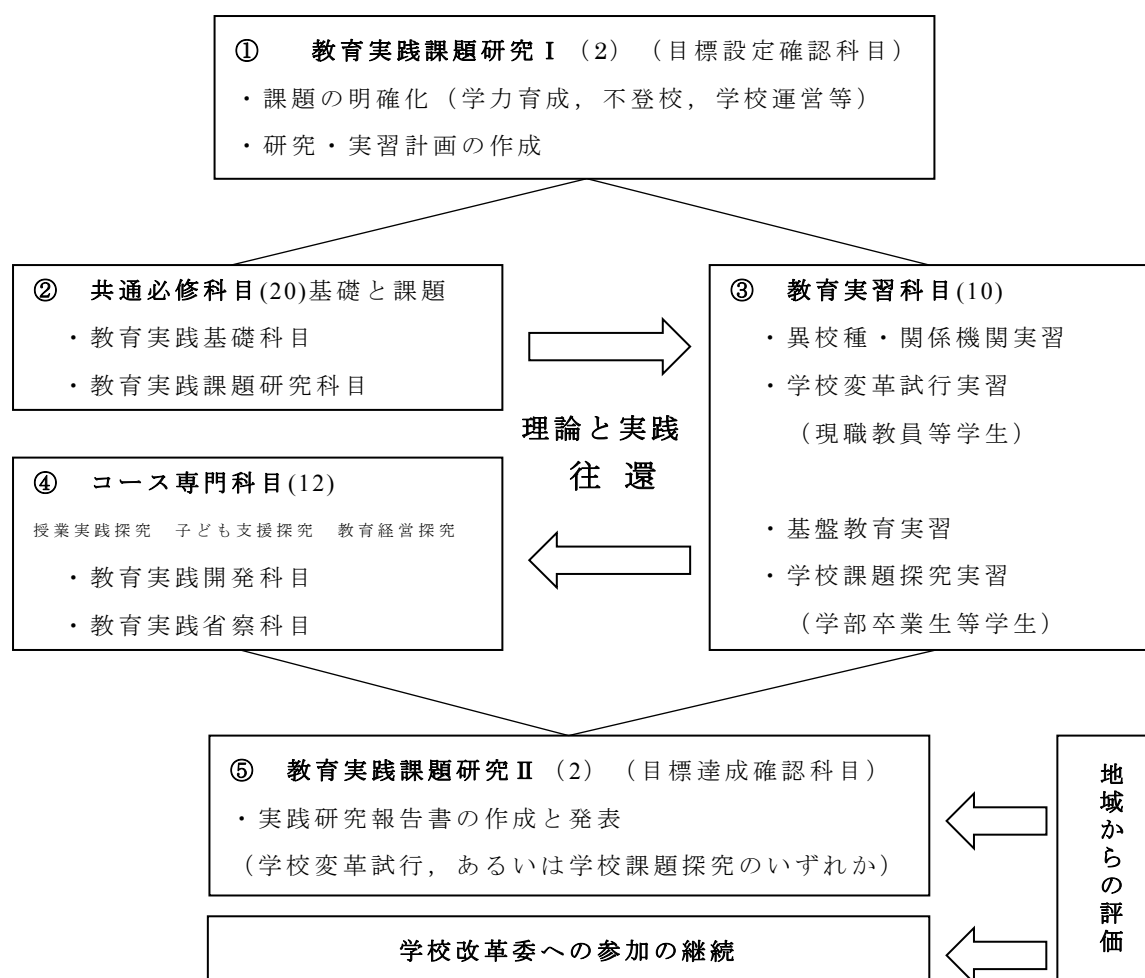 ① 教育実践課題研究Ⅰ（2）（目標設定確認科目）
・課題の明確化（学力育成，不登校，学校運営等）
・研究・実習計画の作成
② 共通必修科目(20)基礎と課題
・教育実践基礎科目
・教育実践課題研究科目
③ 教育実習科目(10)
・異校種・関係機関実習
・学校変革試行実習
（現職教員等学生）
・基盤教育実習
・学校課題探究実習
（学部卒業生等学生）
理論と実践
往 還
④ コース専門科目(12)
授業実践探究 子ども支援探究 教育経営探究
・教育実践開発科目
・教育実践省察科目
⑤ 教育実践課題研究Ⅱ（2）（目標達成確認科目）
・実践研究報告書の作成と発表
（学校変革試行，あるいは学校課題探究のいずれか）
地域からの評価
学校改革委への参加の継続